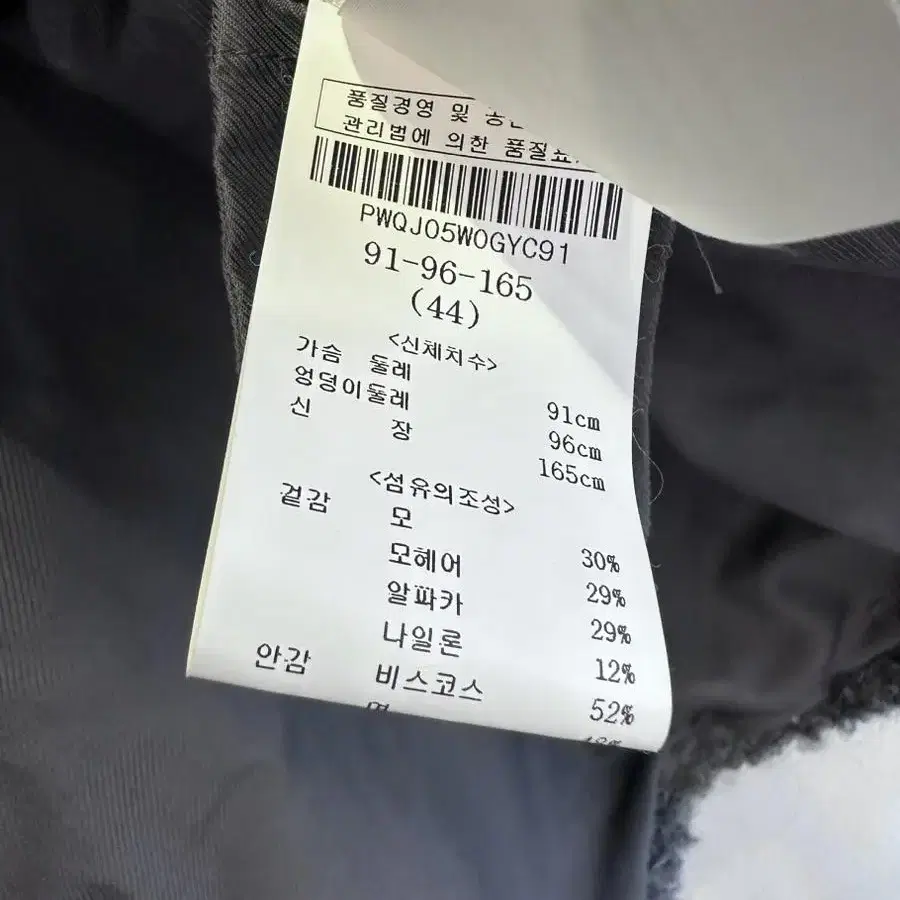 품질경영 및 공
관리법에 의한 품질표
PWQJO5W0GYC91
91-96-165
(44)
<신체치수>
가슴 둘레 91cm
엉덩이둘레 96cm
신 장 165cm
<섬유의조성>
겉감 모 30%
모헤어 29%
알파카 29%
나일론 12%
안감 비스코스 52%